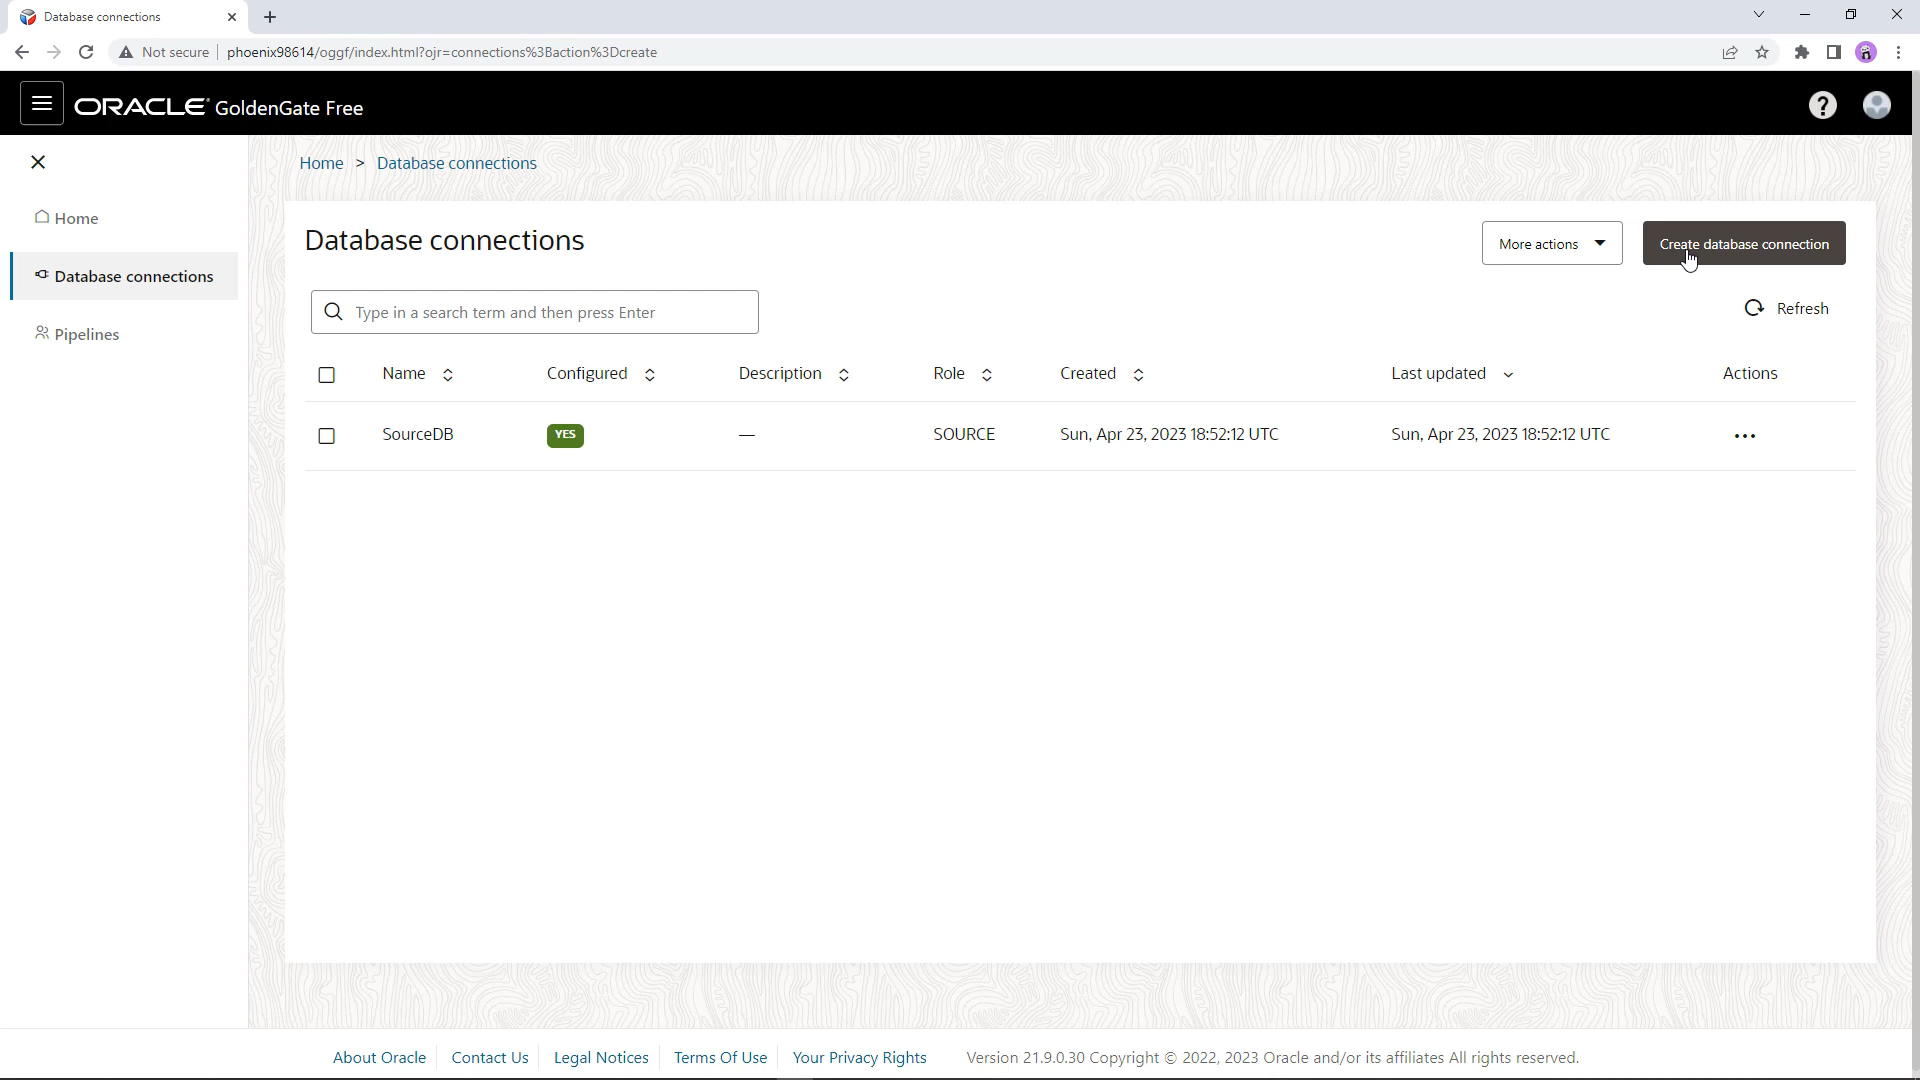 Database connections
Not secure phoenix98614/oggf/index.html?ojr=connections%3Baction%3Dcreate
ORACLE GoldenGate Free
Home > Database connections
Home
Database connections
Pipelines
Database connections
More actions
Create database connection
Type in a search term and then press Enter
Refresh
Name Configured Description Role Created Last updated Actions
SourceDB YES — SOURCE Sun, Apr 23, 2023 18:52:12 UTC Sun, Apr 23, 2023 18:52:12 UTC
About Oracle Contact Us Legal Notices Terms Of Use Your Privacy Rights Version 21.9.0.30 Copyright © 2022, 2023 Oracle and/or its affiliates All rights reserved.